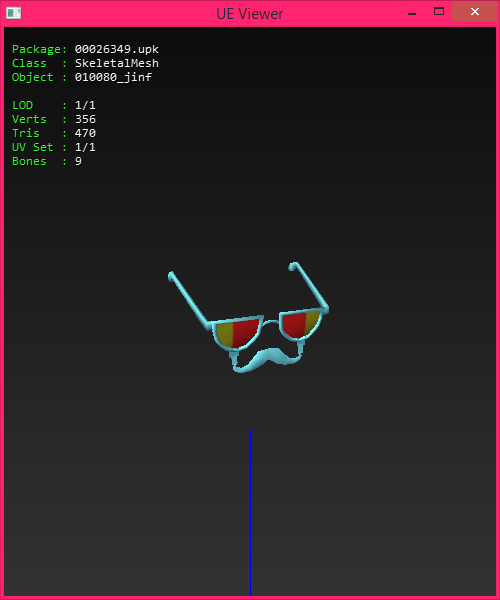 UE Viewer
Package: 00026349.upk
Class  : SkeletalMesh
Object : 010080_jinf
LOD    : 1/1
Verts  : 356
Tris   : 470
UV Set : 1/1
Bones  : 9